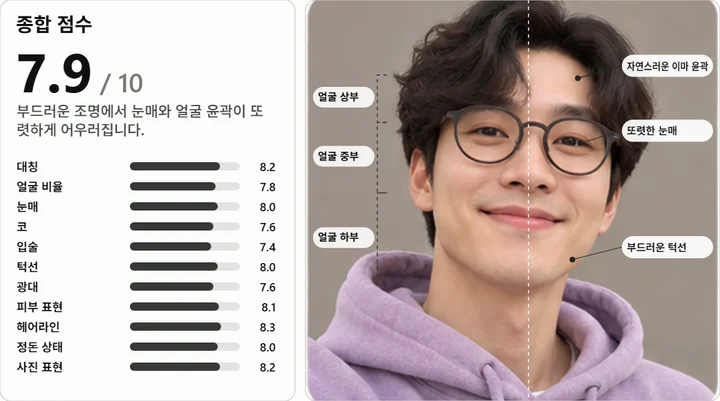 종합 점수
7.9 / 10
부드러운 조명에서 눈매와 얼굴 윤곽이 또
렷하게 어우러집니다.
대칭 8.2
얼굴 비율 7.8
눈매 8.0
코 7.6
입술 7.4
턱선 8.0
광대 7.6
피부 표현 8.1
헤어라인 8.3
정돈 상태 8.0
사진 표현 8.2
얼굴 상부
얼굴 중부
얼굴 하부
자연스러운 이마 윤곽
또렷한 눈매
부드러운 턱선